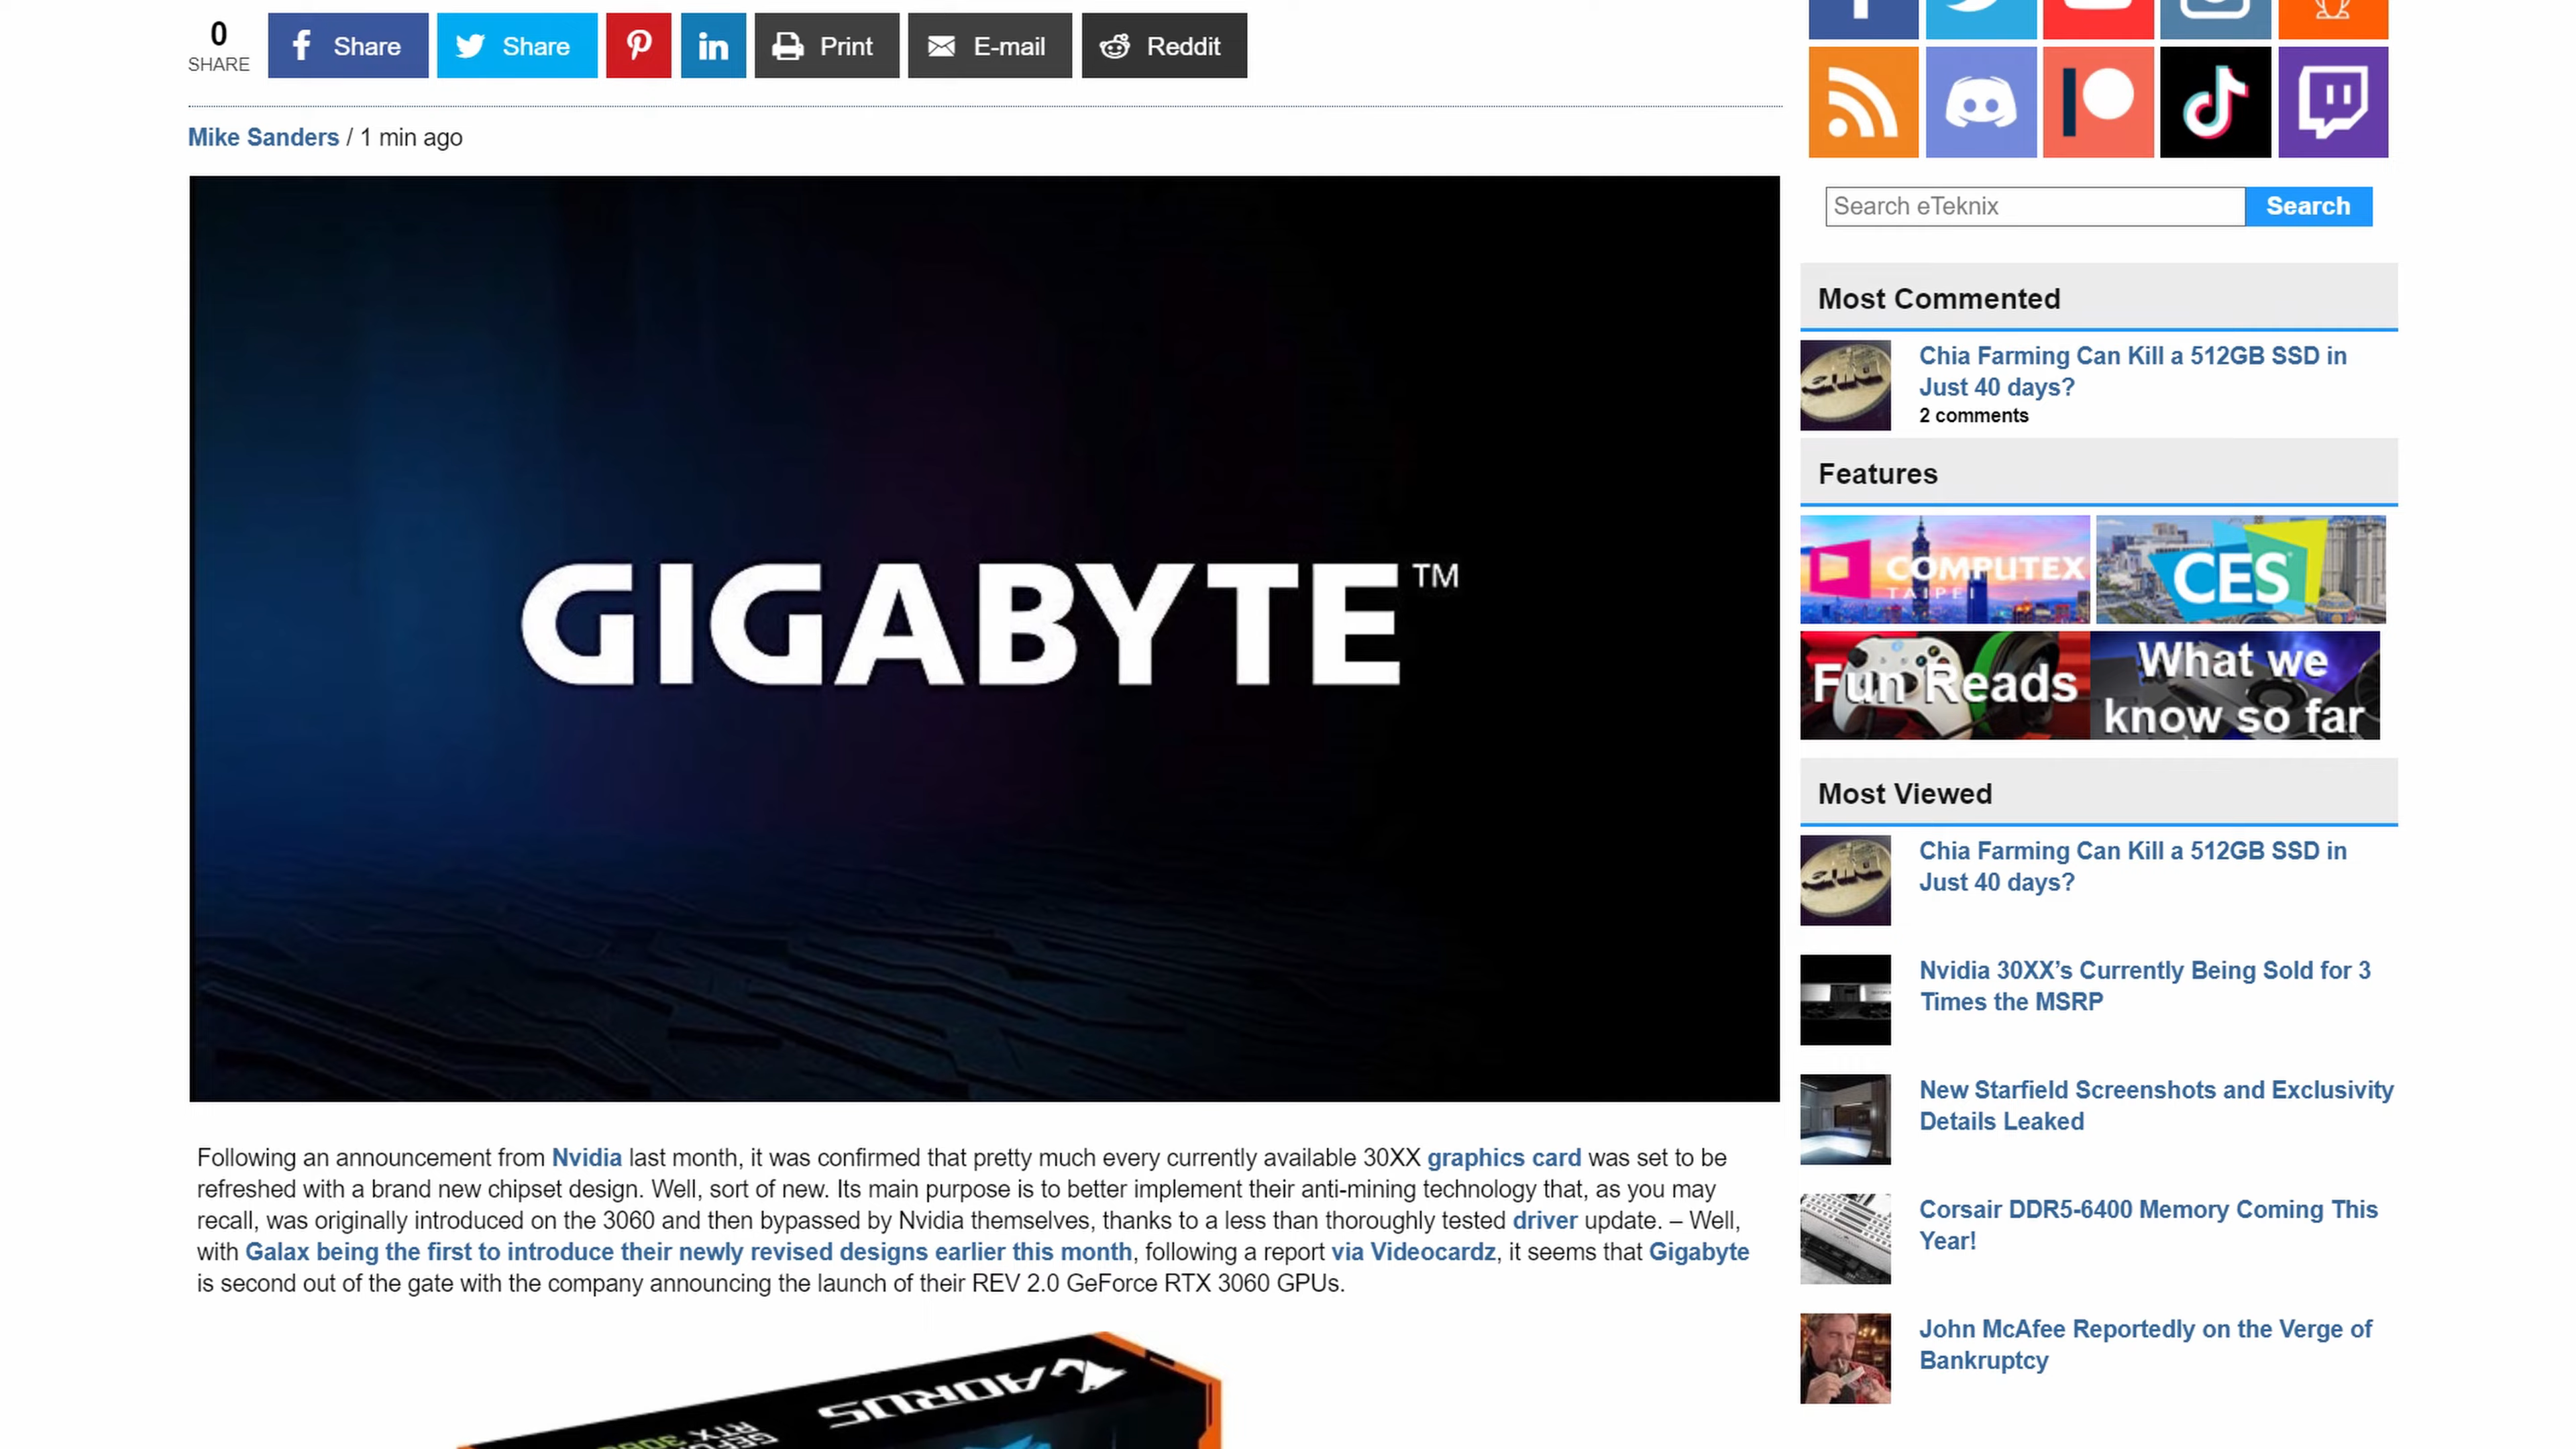 0
SHARE
Share
Share
Print
E-mail
Reddit
Mike Sanders / 1 min ago
GIGABYTE™
Following an announcement from Nvidia last month, it was confirmed that pretty much every currently available 30XX graphics card was set to be
refreshed with a brand new chipset design. Well, sort of new. Its main purpose is to better implement their anti-mining technology that, as you may
recall, was originally introduced on the 3060 and then bypassed by Nvidia themselves, thanks to a less than thoroughly tested driver update. – Well,
with Galax being the first to introduce their newly revised designs earlier this month, following a report via Videocardz, it seems that Gigabyte
is second out of the gate with the company announcing the launch of their REV 2.0 GeForce RTX 3060 GPUs.
AORUS
Search eTeknix
Search
Most Commented
Chia Farming Can Kill a 512GB SSD in
Just 40 days?
2 comments
Features
COMPUTEX
TAIPEI
CES
Fun Reads
What we
know so far
Most Viewed
Chia Farming Can Kill a 512GB SSD in
Just 40 days?
Nvidia 30XX’s Currently Being Sold for 3
Times the MSRP
New Starfield Screenshots and Exclusivity
Details Leaked
Corsair DDR5-6400 Memory Coming This
Year!
John McAfee Reportedly on the Verge of
Bankruptcy